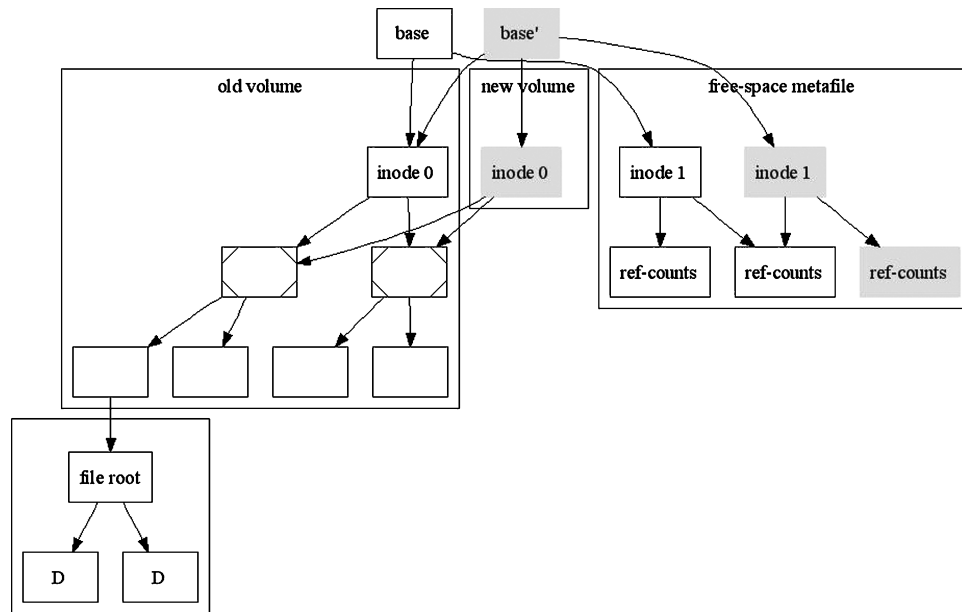 base
base'
old volume
new volume
free-space metafile
inode 0
inode 0
inode 1
inode 1
ref-counts
ref-counts
ref-counts
file root
D
D